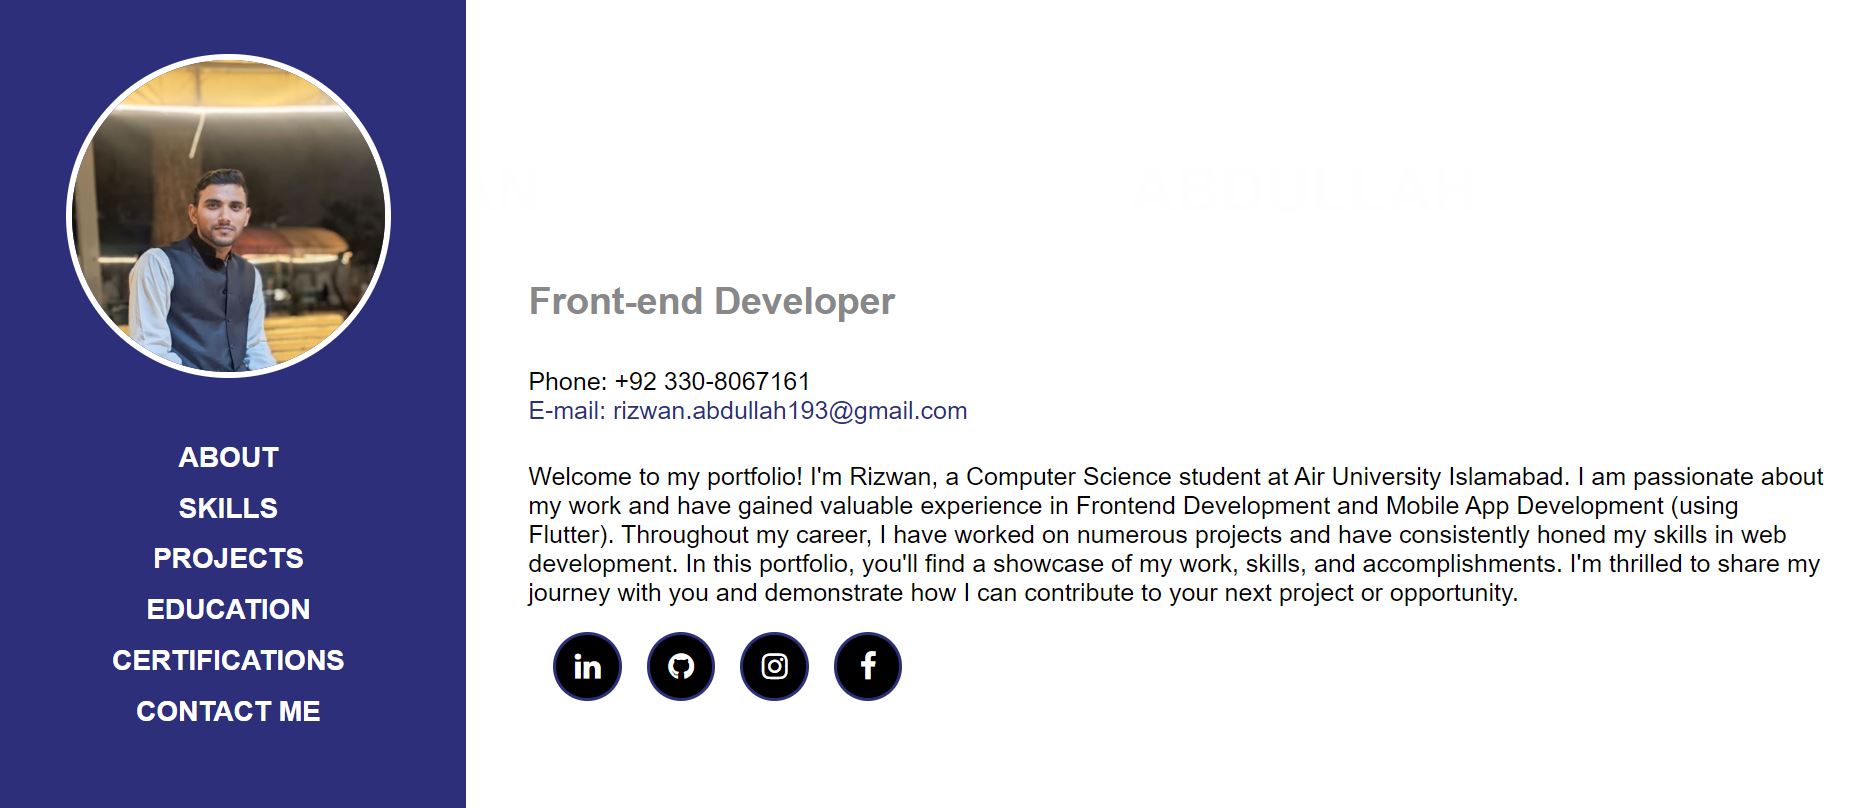 ABOUT
SKILLS
PROJECTS
EDUCATION
CERTIFICATIONS
CONTACT ME
ABDULLAH
Front-end Developer
Phone: +92 330-8067161
E-mail: rizwan.abdullah193@gmail.com
Welcome to my portfolio! I'm Rizwan, a Computer Science student at Air University Islamabad. I am passionate about
my work and have gained valuable experience in Frontend Development and Mobile App Development (using
Flutter). Throughout my career, I have worked on numerous projects and have consistently honed my skills in web
development. In this portfolio, you'll find a showcase of my work, skills, and accomplishments. I'm thrilled to share my
journey with you and demonstrate how I can contribute to your next project or opportunity.
in
f